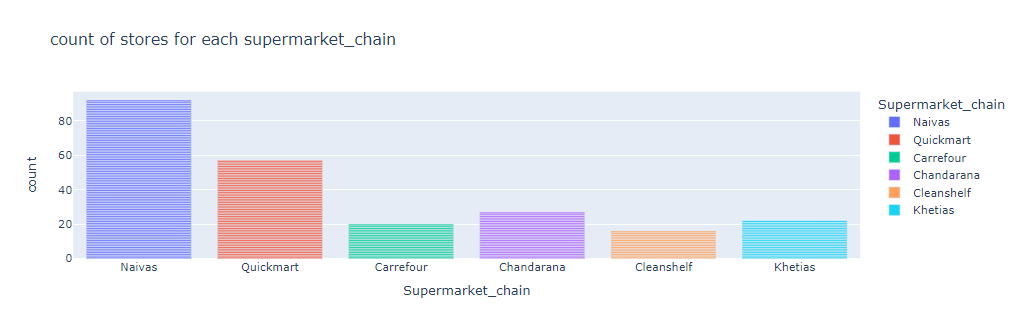 count of stores for each supermarket_chain
count
80
60
40
20
0
Naivas
Quickmart
Carrefour
Chandarana
Cleanshelf
Khetias
Supermarket_chain
Supermarket_chain
Naivas
Quickmart
Carrefour
Chandarana
Cleanshelf
Khetias